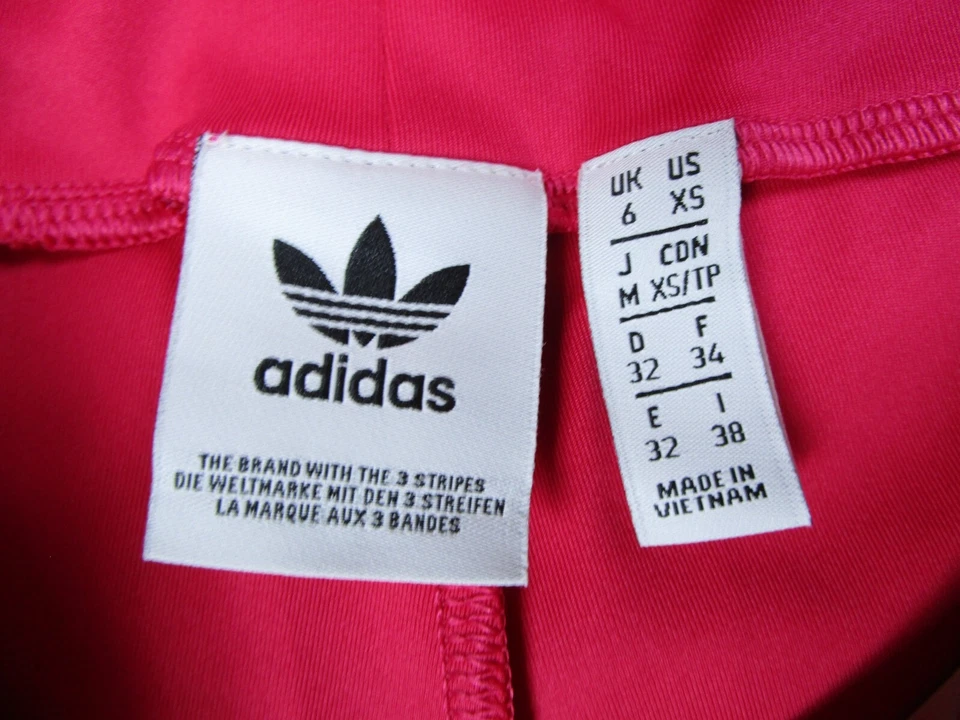 adidas
THE BRAND WITH THE 3 STRIPES
DIE WELTMARKE MIT DEN 3 STREIFEN
LA MARQUE AUX 3 BANDES
UK US
6 XS
J CDN
M XS/TP
D F
32 34
E I
32 38
MADE IN
VIETNAM